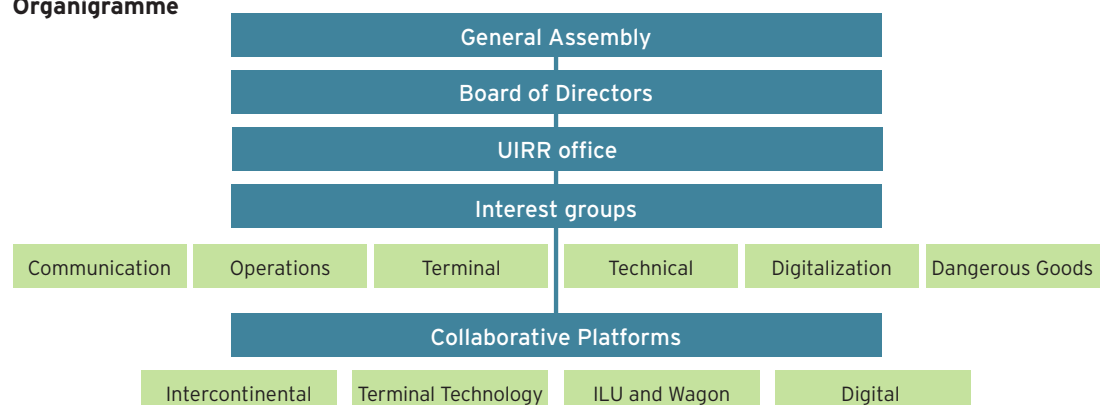 Organigramme
General Assembly
Board of Directors
UIRR office
Interest groups
Communication Operations Terminal Technical Digitalization Dangerous Goods
Collaborative Platforms
Intercontinental Terminal Technology ILU and Wagon Digital